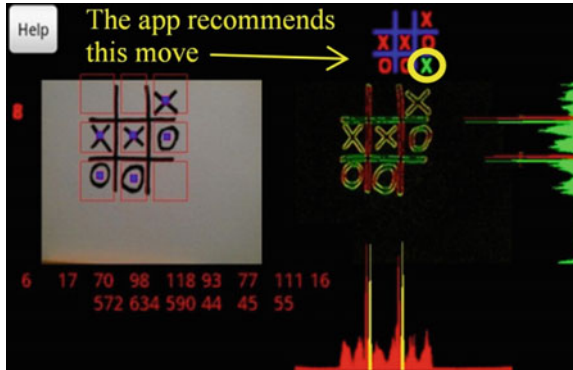 Help
The app recommends
this move
X
X X O
O O X
8
X
X X O
O O
X
X X O
O O
6 17 70 98 118 93 77 111 16
572 634 590 44 45 55